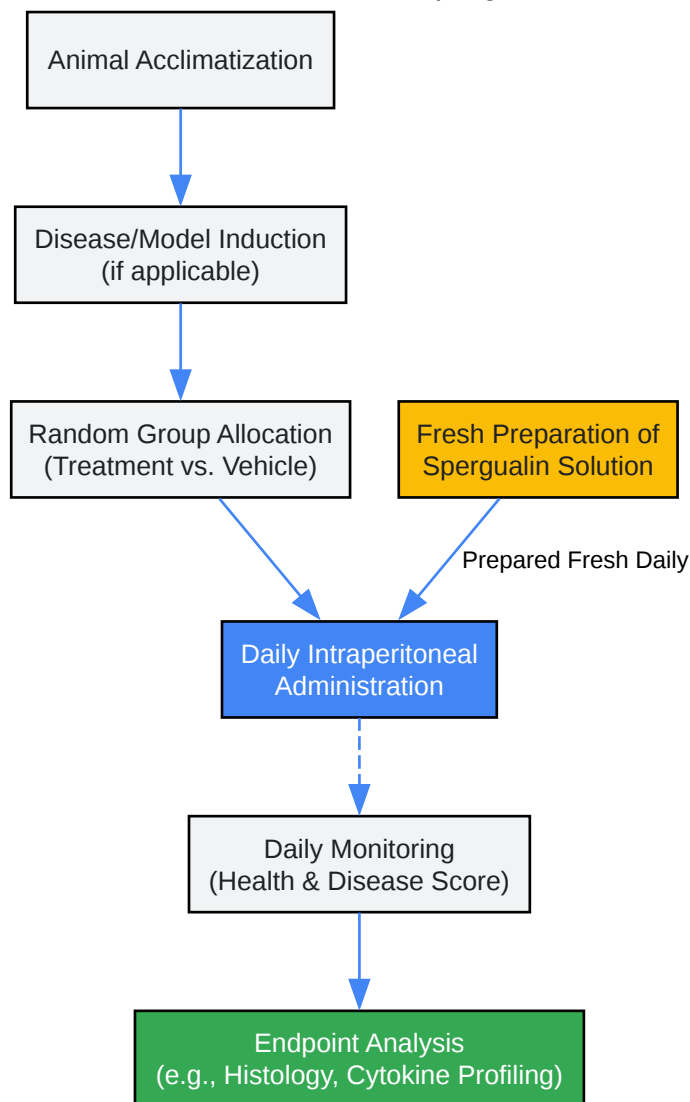 Animal Acclimatization
Disease/Model Induction
(if applicable)
Random Group Allocation
(Treatment vs. Vehicle)
Fresh Preparation of
Spergualin Solution
Prepared Fresh Daily
Daily Intraperitoneal
Administration
Daily Monitoring
(Health & Disease Score)
Endpoint Analysis
(e.g., Histology, Cytokine Profiling)